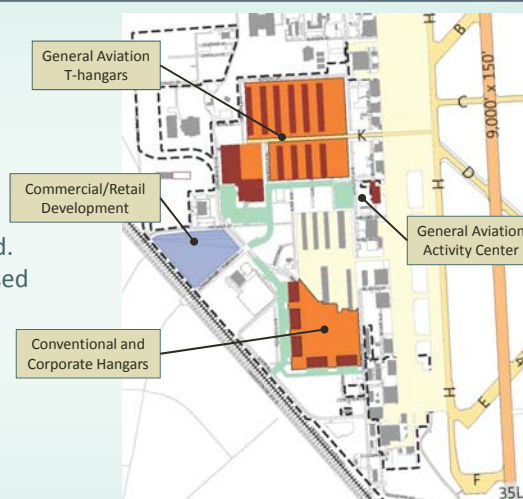 General Aviation
T-hangars
Commercial/Retail
Development
d.
ed
Conventional and
Corporate Hangars
General Aviation
Activity Center
9,000' x 150'
H
B
C
K
D
H
H
A
E
F
35L